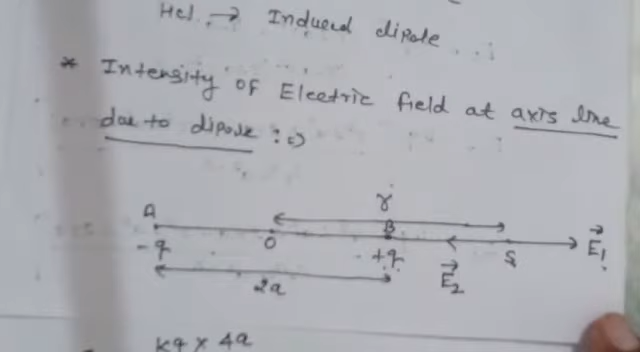 Hcl. → Induced dipole
* Intensity of Electric field at axis line
due to dipole :⇒
r
A B
-q O +q S E₁
2a E₂
kq × 4a